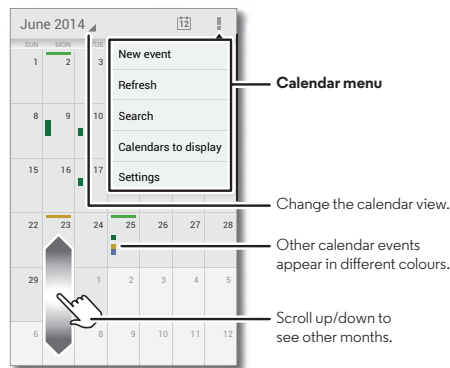 June 2014
12
SUN MON TUE
1 2 3
New event
Refresh
Search
Calendars to display
Settings
Calendar menu
8 9 10
15 16 17
Change the calendar view.
22 23 24 25 26 27 28
Other calendar events
appear in different colours.
29 1 2 3 4 5
Scroll up/down to
see other months.
6 8 9 10 11 12